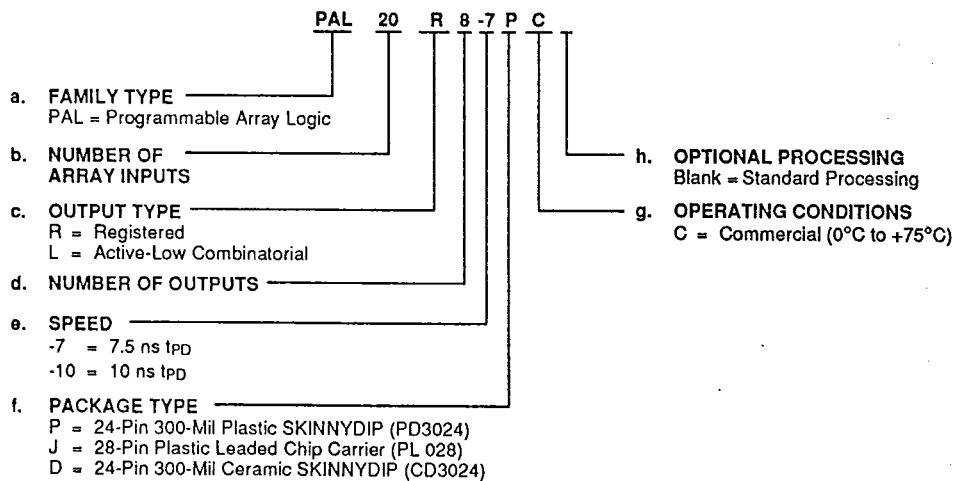 PAL 20 R 8 -7 P C
a. FAMILY TYPE
PAL = Programmable Array Logic
b. NUMBER OF
ARRAY INPUTS
c. OUTPUT TYPE
R = Registered
L = Active-Low Combinatorial
d. NUMBER OF OUTPUTS
e. SPEED
-7 = 7.5 ns tPD
-10 = 10 ns tPD
f. PACKAGE TYPE
P = 24-Pin 300-Mil Plastic SKINNYDIP (PD3024)
J = 28-Pin Plastic Leaded Chip Carrier (PL 028)
D = 24-Pin 300-Mil Ceramic SKINNYDIP (CD3024)
h. OPTIONAL PROCESSING
Blank = Standard Processing
g. OPERATING CONDITIONS
C = Commercial (0°C to +75°C)